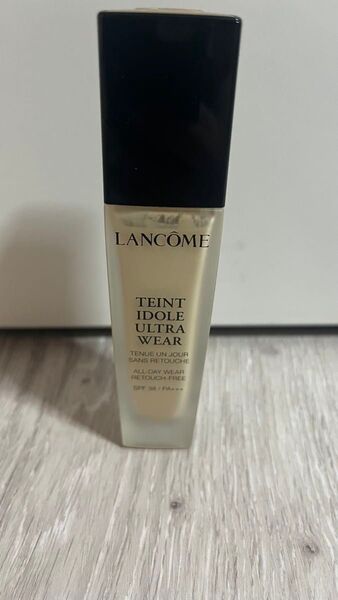 LANCÔME
TEINT
IDOLE
ULTRA
WEAR
TENUE UN JOUR
SANS RETOUCHE
ALL-DAY WEAR
RETOUCH-FREE
SPF 38 / PA+++